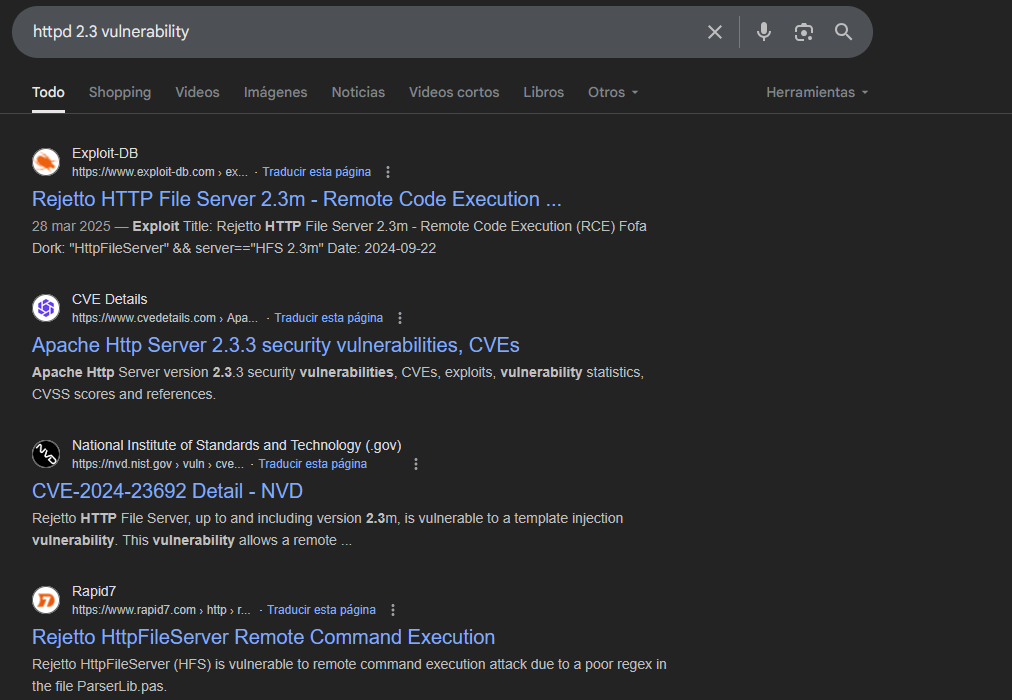 httpd 2.3 vulnerability
Todo Shopping Videos Imágenes Noticias Videos cortos Libros Otros Herramientas
Exploit-DB
https://www.exploit-db.com › ex... · Traducir esta página
Rejetto HTTP File Server 2.3m - Remote Code Execution ...
28 mar 2025 — Exploit Title: Rejetto HTTP File Server 2.3m - Remote Code Execution (RCE) Fofa
Dork: "HttpFileServer" && server=="HFS 2.3m" Date: 2024-09-22
CVE Details
https://www.cvedetails.com › Apa... · Traducir esta página
Apache Http Server 2.3.3 security vulnerabilities, CVEs
Apache Http Server version 2.3.3 security vulnerabilities, CVEs, exploits, vulnerability statistics,
CVSS scores and references.
National Institute of Standards and Technology (.gov)
https://nvd.nist.gov › vuln › cve... · Traducir esta página
CVE-2024-23692 Detail - NVD
Rejetto HTTP File Server, up to and including version 2.3m, is vulnerable to a template injection
vulnerability. This vulnerability allows a remote ...
Rapid7
https://www.rapid7.com › http › r... · Traducir esta página
Rejetto HttpFileServer Remote Command Execution
Rejetto HttpFileServer (HFS) is vulnerable to remote command execution attack due to a poor regex in
the file ParserLib.pas.